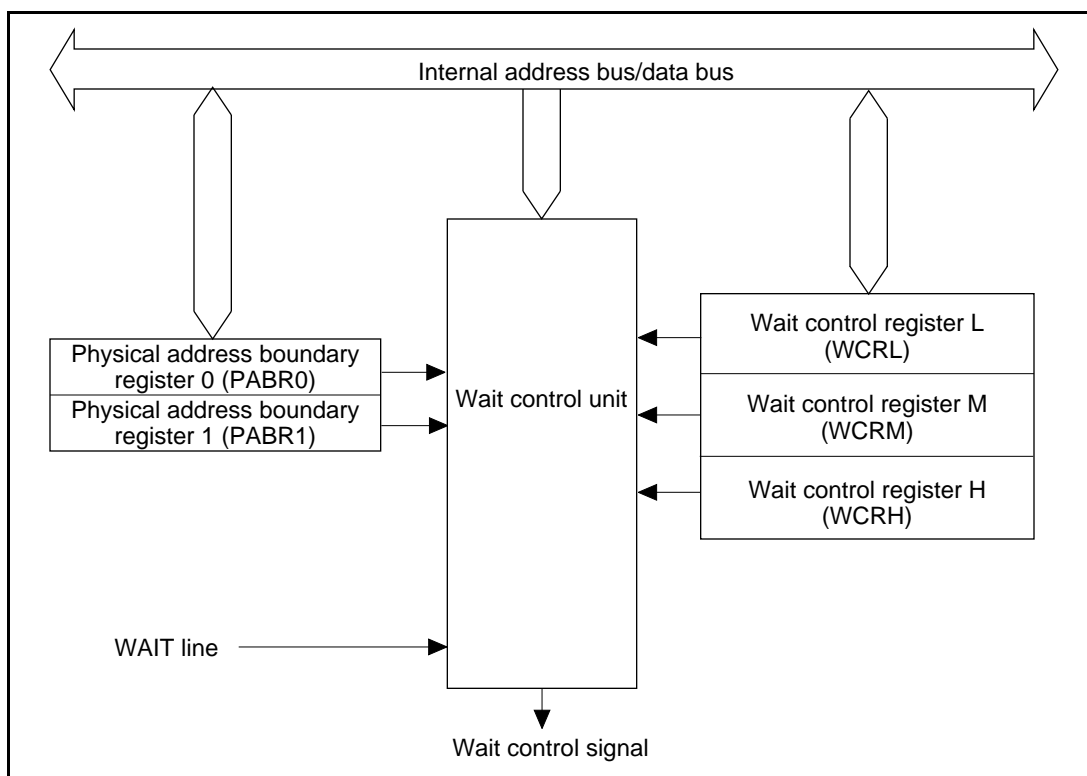 Internal address bus/data bus
Physical address boundary
register 0 (PABR0)
Physical address boundary
register 1 (PABR1)
Wait control unit
Wait control register L
(WCRL)
Wait control register M
(WCRM)
Wait control register H
(WCRH)
WAIT line
Wait control signal